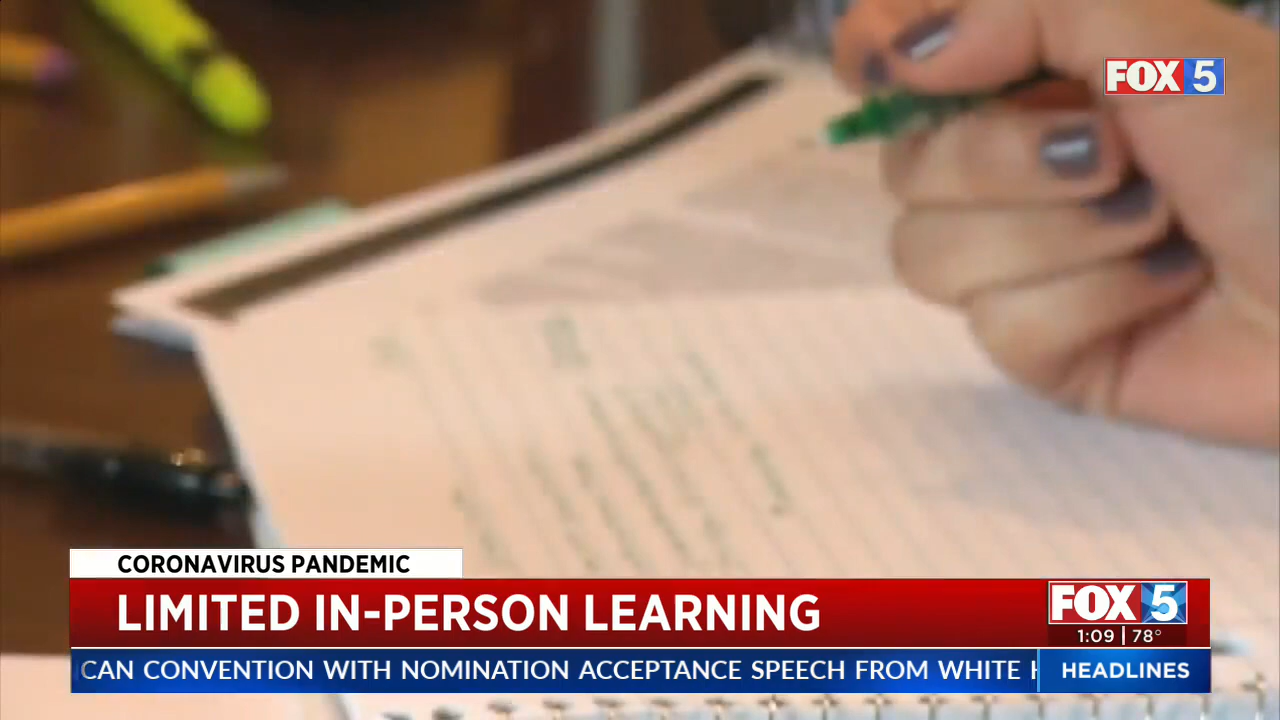 FOX 5
CORONAVIRUS PANDEMIC
LIMITED IN-PERSON LEARNING
FOX 5
1:09 | 78°
CAN CONVENTION WITH NOMINATION ACCEPTANCE SPEECH FROM WHITE
HEADLINES